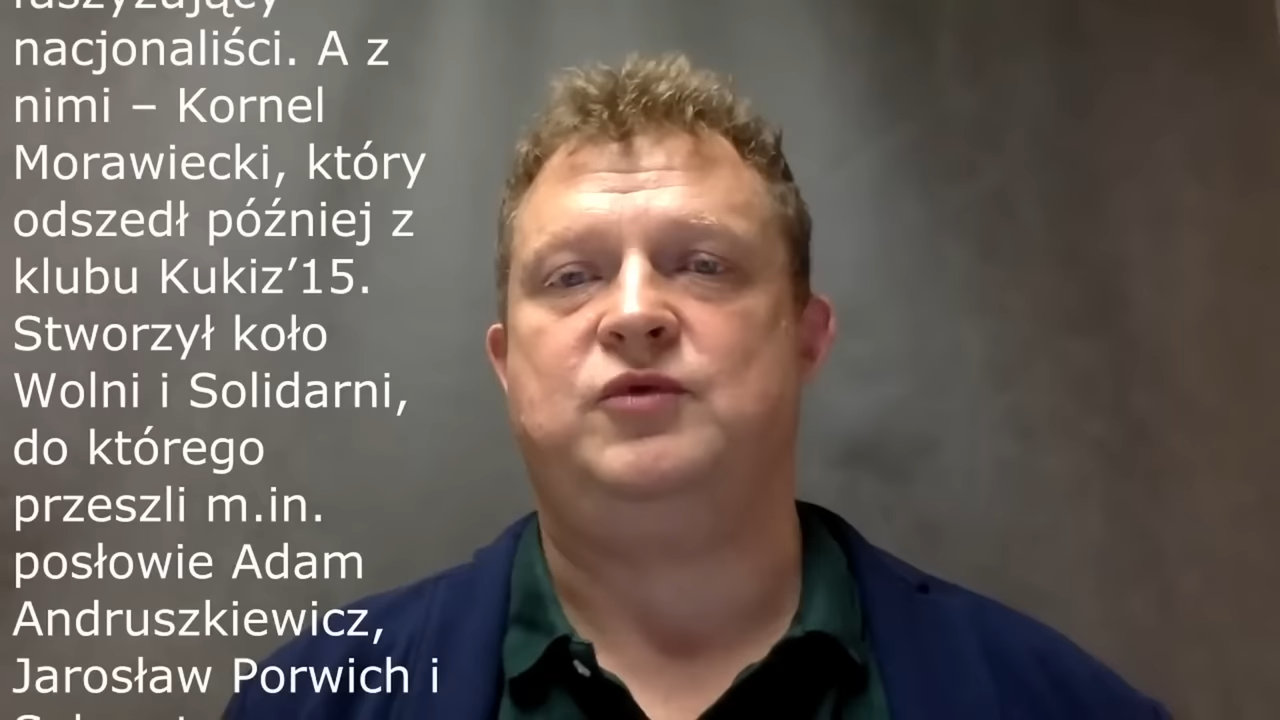 faszyzujący
nacjonaliści. A z
nimi – Kornel
Morawiecki, który
odszedł później z
klubu Kukiz’15.
Stworzył koło
Wolni i Solidarni,
do którego
przeszli m.in.
posłowie Adam
Andruszkiewicz,
Jarosław Porwich i